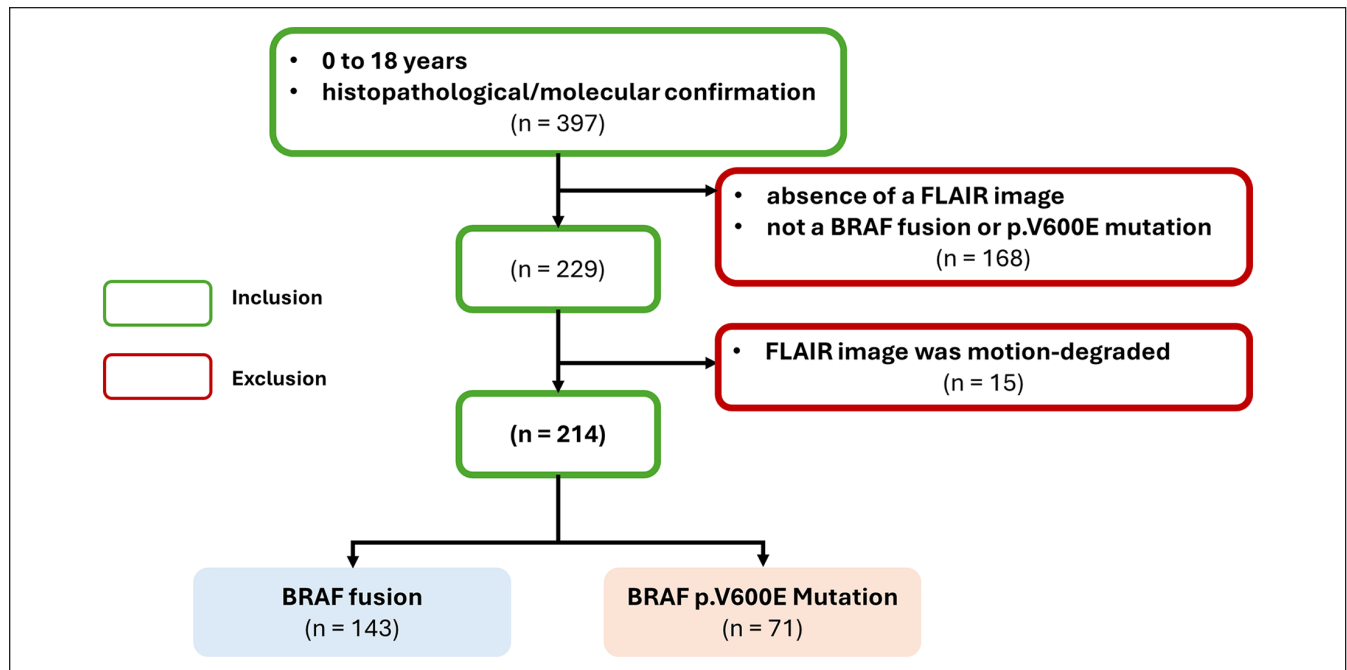 • 0 to 18 years
• histopathological/molecular confirmation
(n = 397)
• absence of a FLAIR image
• not a BRAF fusion or p.V600E mutation
(n = 168)
(n = 229)
Inclusion
• FLAIR image was motion-degraded
(n = 15)
Exclusion
(n = 214)
BRAF fusion
(n = 143)
BRAF p.V600E Mutation
(n = 71)